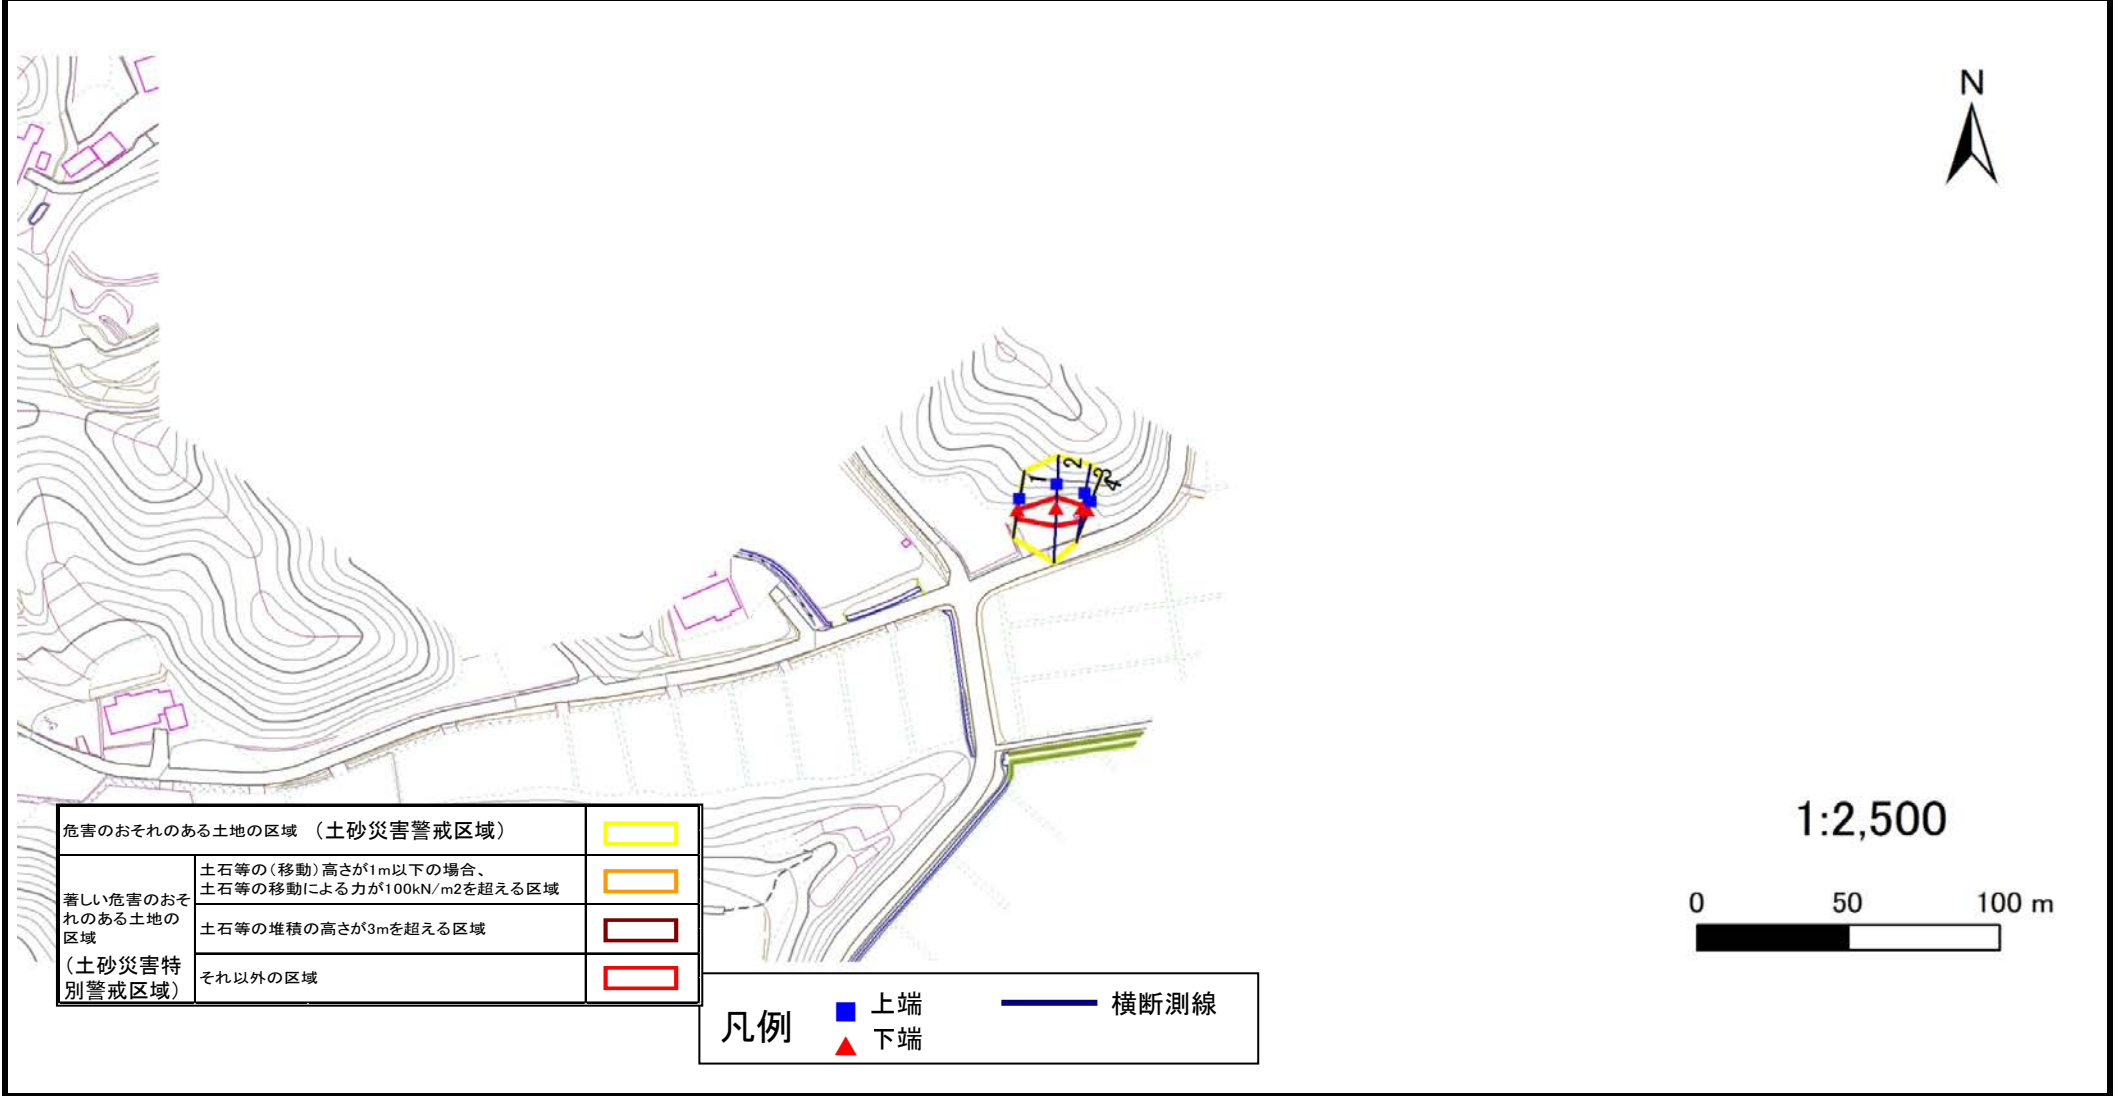 N
1
2
3
4
1:2,500
0 50 100 m
危害のおそれのある土地の区域 （土砂災害警戒区域）
著しい危害のおそ
れのある土地の
区域
（土砂災害特
別警戒区域）
土石等の（移動）高さが1m以下の場合、
土石等の移動による力が100kN/m2を超える区域
土石等の堆積の高さが3mを超える区域
それ以外の区域
凡例
上端
下端
横断測線